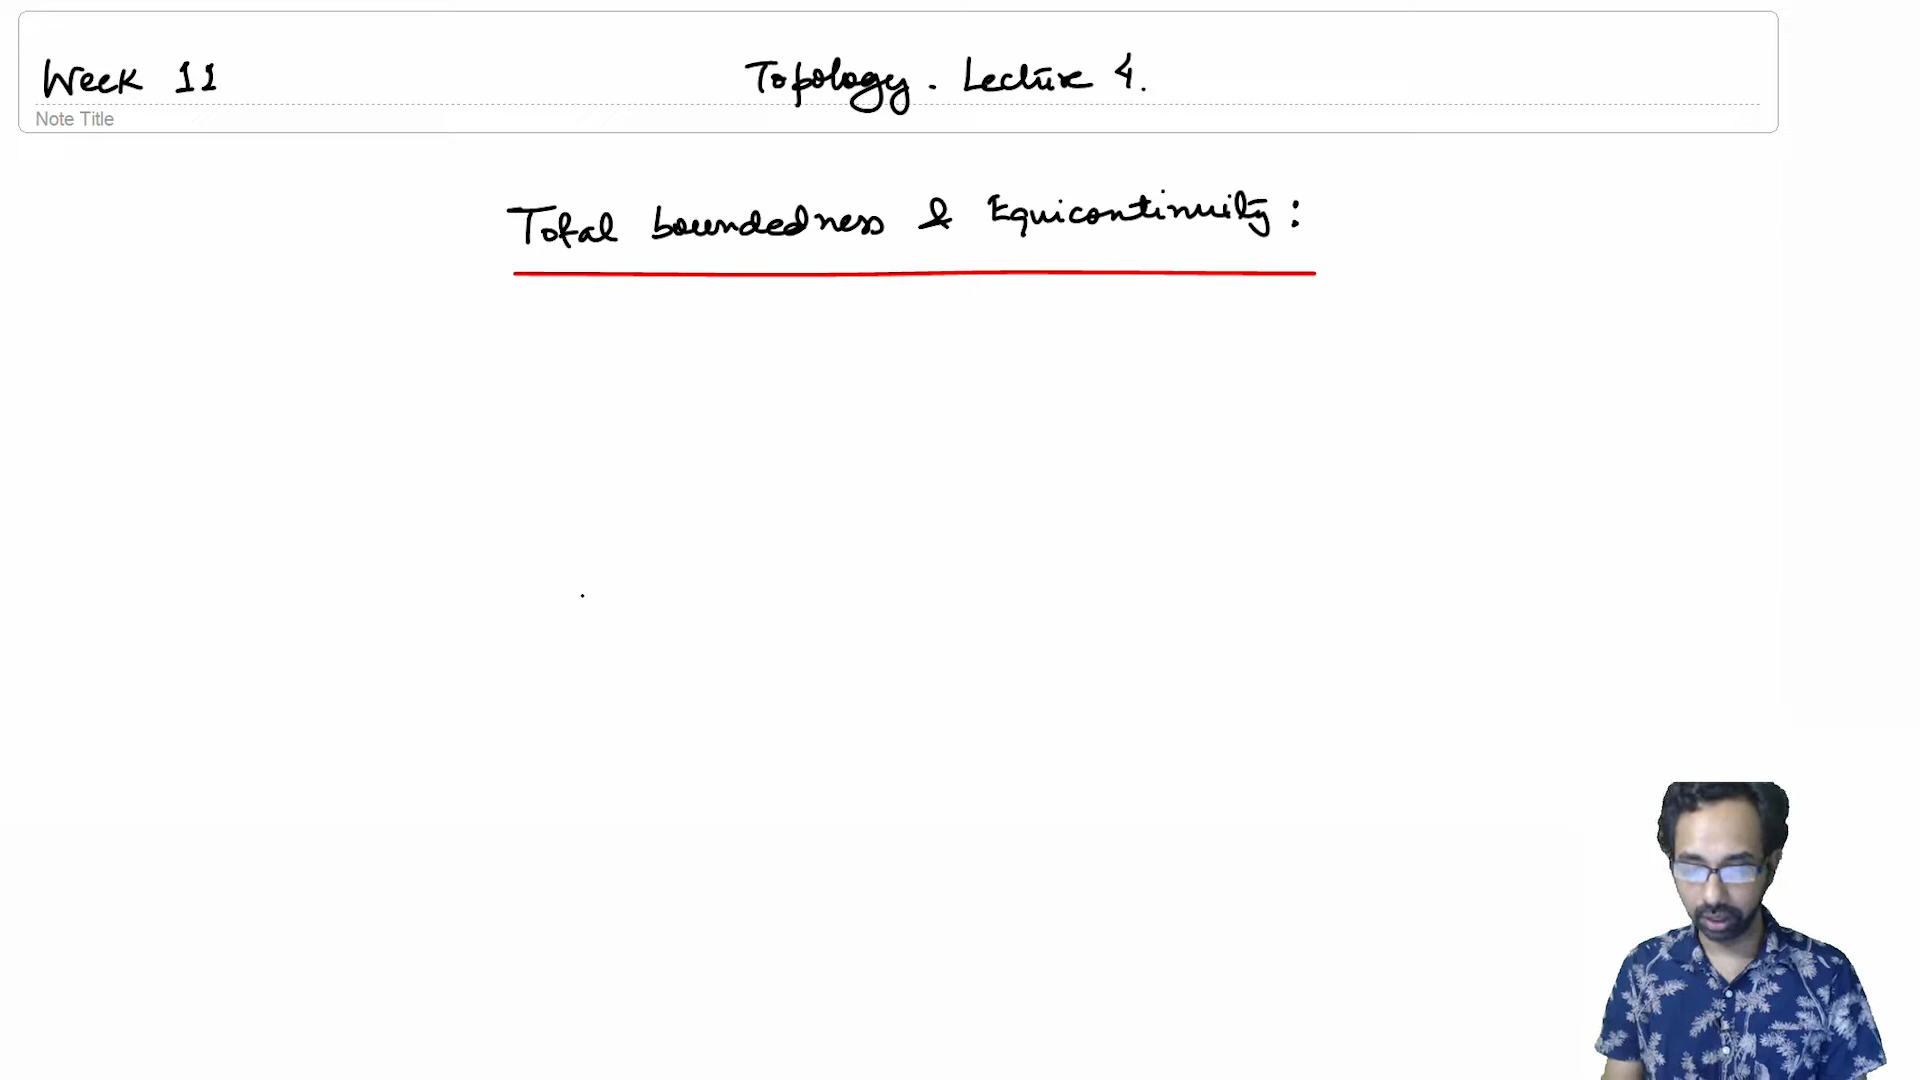 Week 11
Topology. Lecture 4.
Note Title
Total boundedness & Equicontinuity: